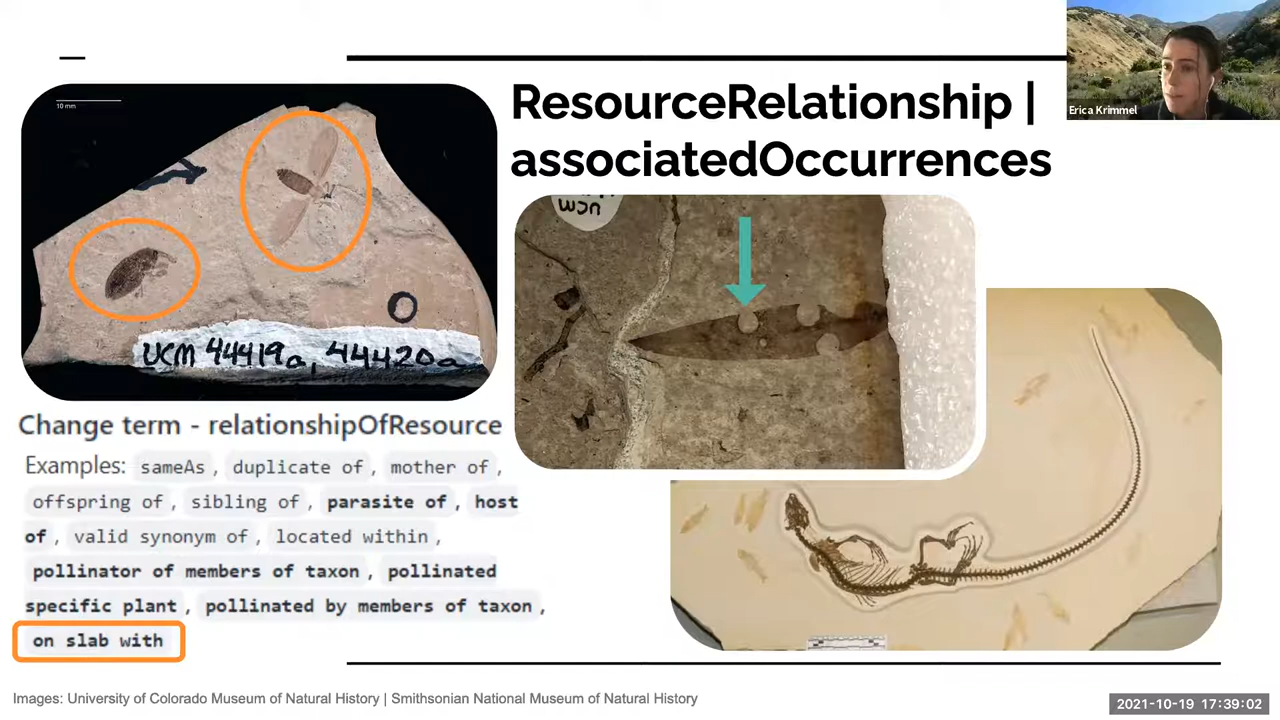 ResourceRelationship |
associatedOccurrences
Erica Krimmel
10 mm
UCM 44419a, 44420a
UCM
Change term - relationshipOfResource
Examples: sameAs , duplicate of , mother of ,
offspring of , sibling of , parasite of , host
of , valid synonym of , located within ,
pollinator of members of taxon , pollinated
specific plant , pollinated by members of taxon ,
on slab with
Images: University of Colorado Museum of Natural History | Smithsonian National Museum of Natural History
2021-10-19 17:39:02